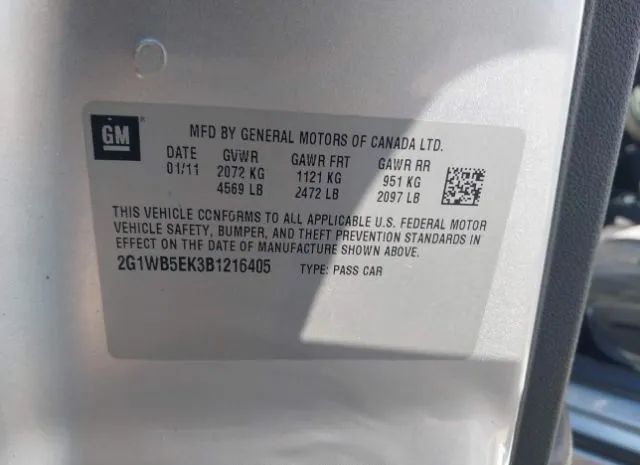 GM ®
MFD BY GENERAL MOTORS OF CANADA LTD.
DATE GVWR GAWR FRT GAWR RR
01/11 2072 KG 1121 KG 951 KG
4569 LB 2472 LB 2097 LB
THIS VEHICLE CONFORMS TO ALL APPLICABLE U.S. FEDERAL MOTOR
VEHICLE SAFETY, BUMPER, AND THEFT PREVENTION STANDARDS IN
EFFECT ON THE DATE OF MANUFACTURE SHOWN ABOVE.
2G1WB5EK3B1216405 TYPE: PASS CAR